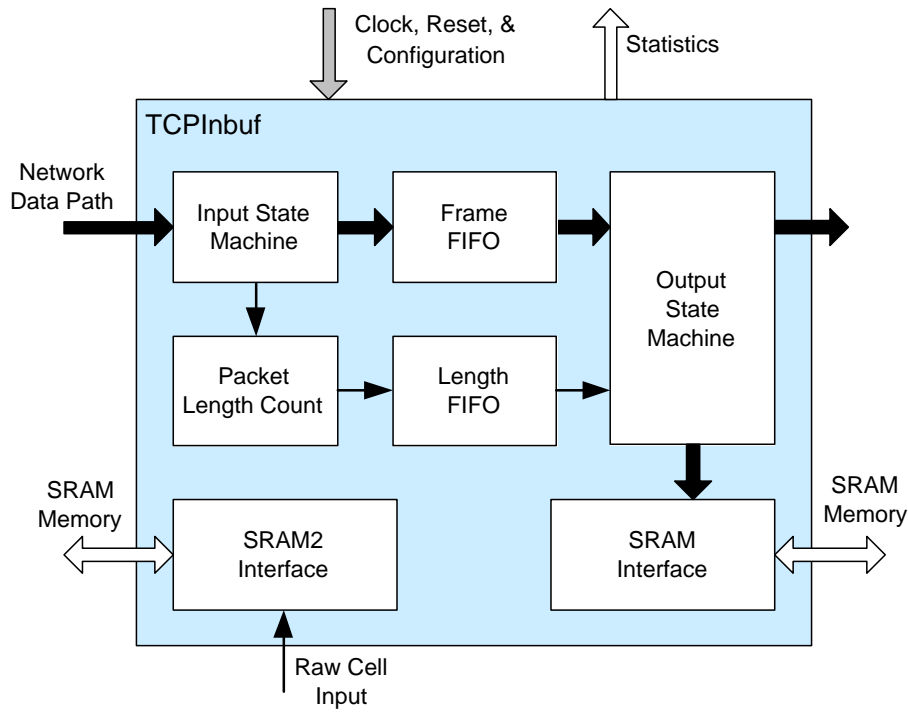 Clock, Reset, &
Configuration
Statistics
TCPInbuf
Network
Data Path
Input State
Machine
Frame
FIFO
Output
State
Machine
Packet
Length Count
Length
FIFO
SRAM
Memory
SRAM2
Interface
SRAM
Interface
SRAM
Memory
Raw Cell
Input